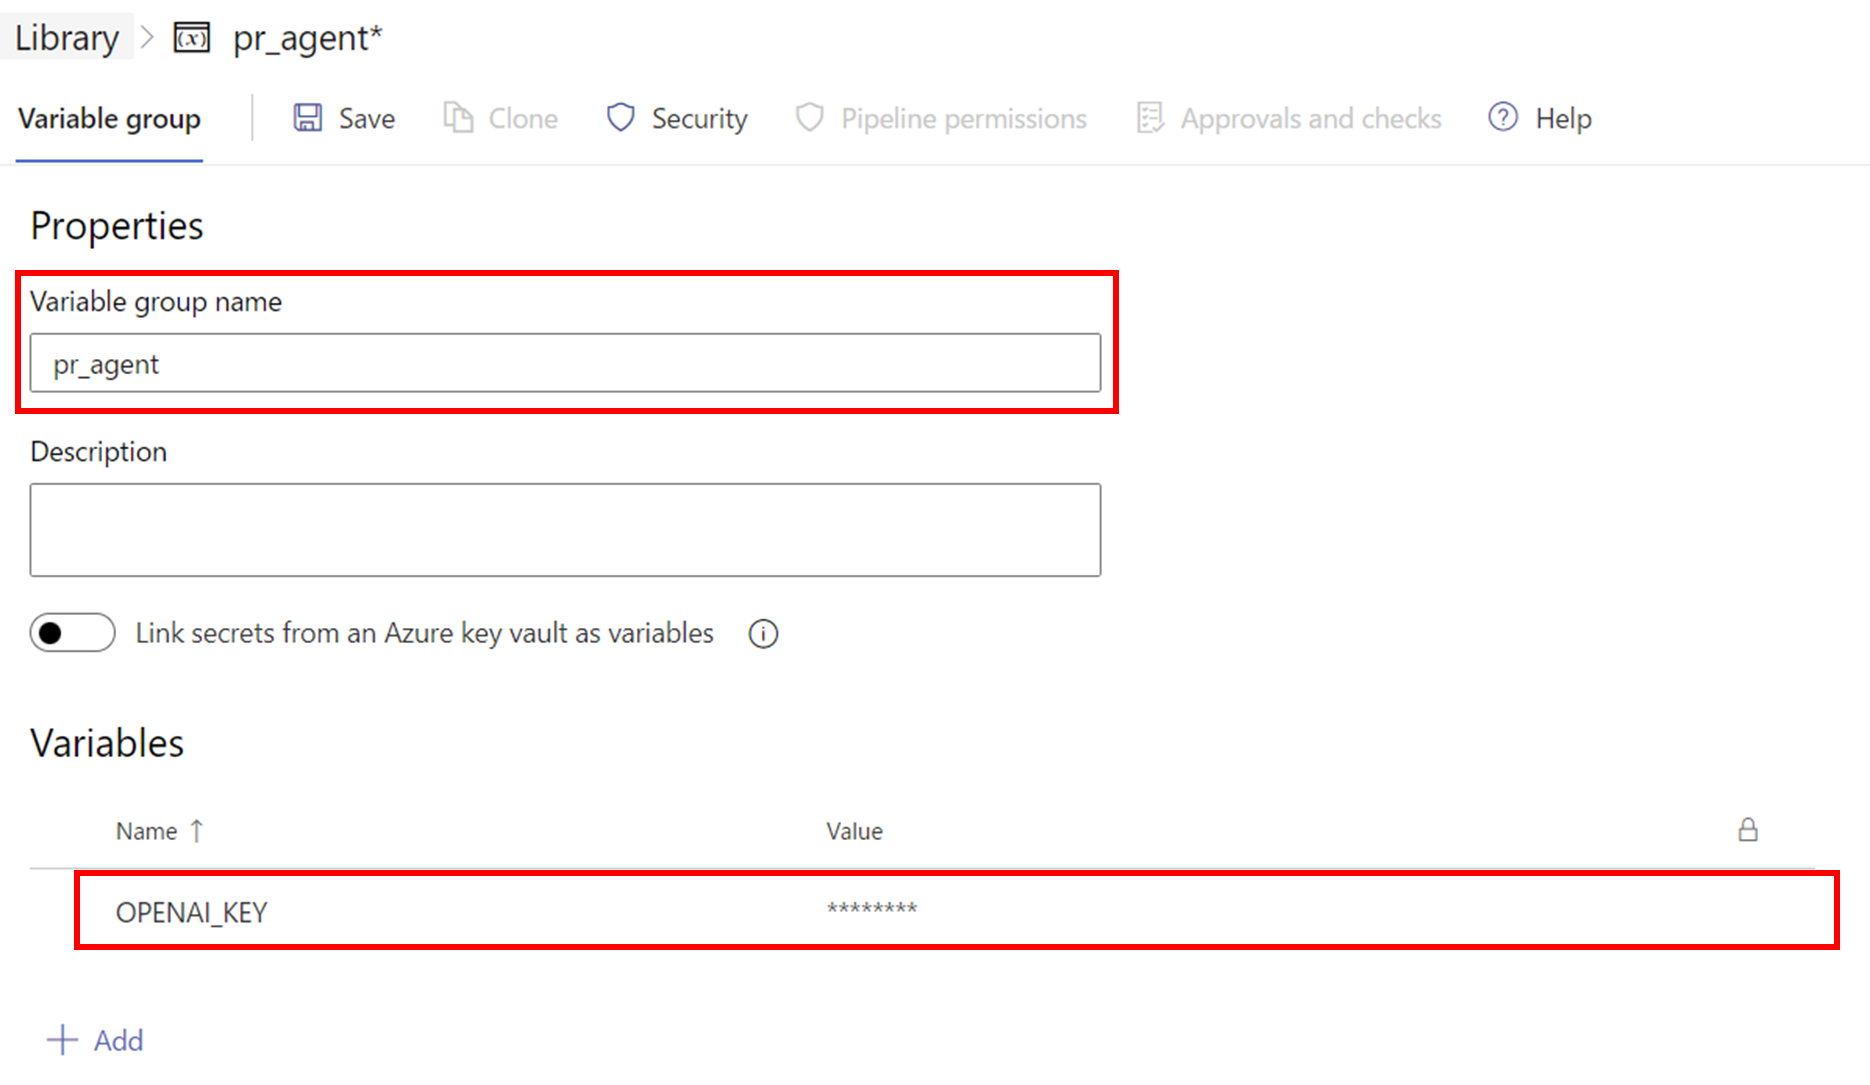 Library > (x) pr_agent*
Variable group Save Clone Security Pipeline permissions Approvals and checks ? Help
Properties
Variable group name
pr_agent
Description
Link secrets from an Azure key vault as variables i
Variables
Name ↑ Value
OPENAI_KEY ********
+ Add